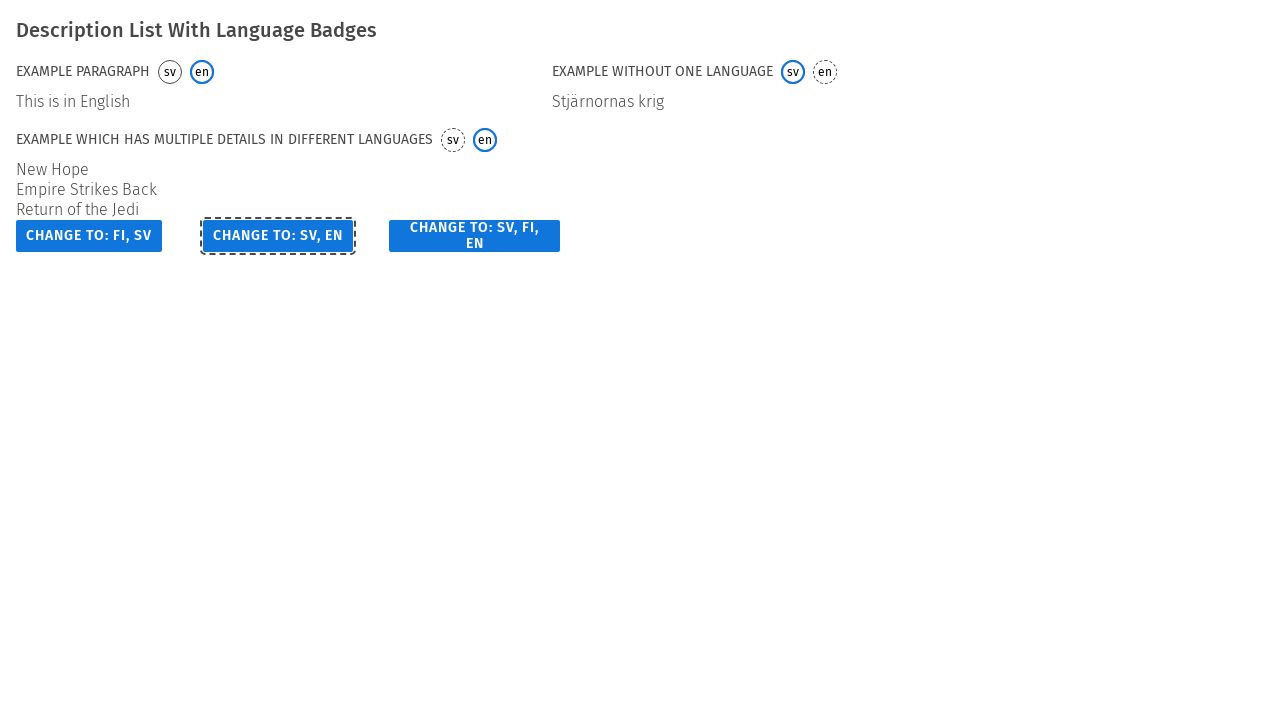 Description List With Language Badges
EXAMPLE PARAGRAPH sv en
This is in English
EXAMPLE WITHOUT ONE LANGUAGE sv en
Stjärnornas krig
EXAMPLE WHICH HAS MULTIPLE DETAILS IN DIFFERENT LANGUAGES sv en
New Hope
Empire Strikes Back
Return of the Jedi
CHANGE TO: FI, SV
CHANGE TO: SV, EN
CHANGE TO: SV, FI,
EN